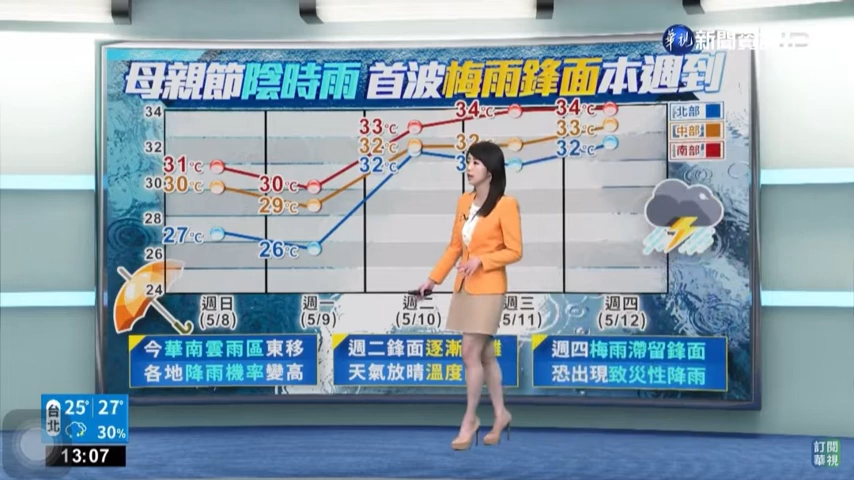 華視 新聞資訊HD
母親節陰時雨 首波梅雨鋒面本週到
34
32
30
28
26
24
北部
中部
南部
31℃ 30℃ 33℃ 34℃ 34℃
30℃ 29℃ 32℃ 32 33℃
27℃ 26℃ 32℃ 32℃
週日 週一 週二 週三 週四
(5/8) (5/9) (5/10) 5/11) (5/12)
今華南雲雨區東移
各地降雨機率變高
週二鋒面逐漸
天氣放晴溫度
週四梅雨滯留鋒面
恐出現致災性降雨
台北 25° 27°
30%
13:07
訂閱
華視